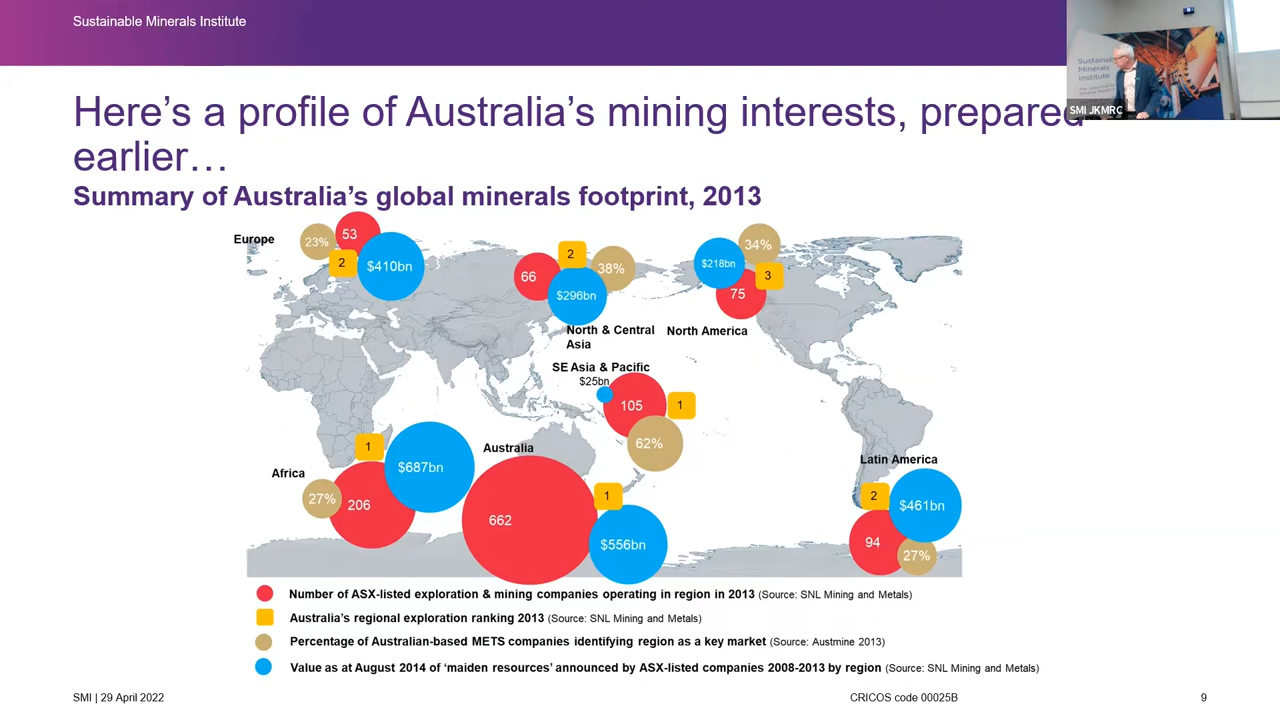 Sustainable Minerals Institute
Sustainable
Minerals
Institute
SMI JKMRC
Here's a profile of Australia's mining interests, prepared
earlier…
Summary of Australia's global minerals footprint, 2013
Europe
23%
53
2
$410bn
66
2
38%
$296bn
North & Central
Asia
$218bn
34%
3
75
North America
SE Asia & Pacific
$25bn
105
1
62%
Africa
1
$687bn
27%
206
Australia
662
1
$556bn
Latin America
2
$461bn
94
27%
Number of ASX-listed exploration & mining companies operating in region in 2013 (Source: SNL Mining and Metals)
Australia's regional exploration ranking 2013 (Source: SNL Mining and Metals)
Percentage of Australian-based METS companies identifying region as a key market (Source: Austmine 2013)
Value as at August 2014 of 'maiden resources' announced by ASX-listed companies 2008-2013 by region (Source: SNL Mining and Metals)
SMI | 29 April 2022
CRICOS code 00025B
9